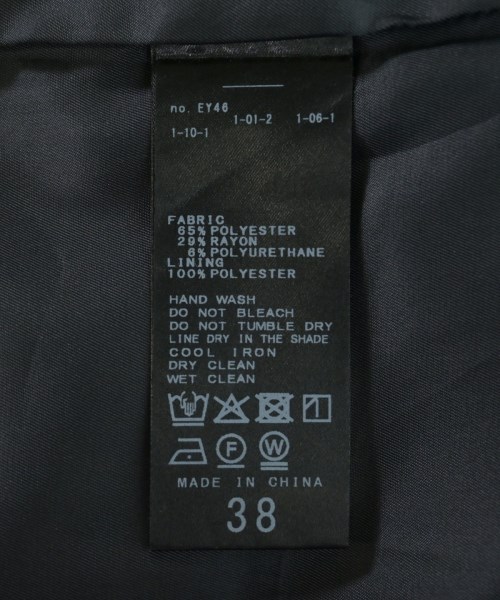 no. EY46
1-01-2 1-06-1
1-10-1
FABRIC
65% POLYESTER
29% RAYON
6% POLYURETHANE
LINING
100% POLYESTER
HAND WASH
DO NOT BLEACH
DO NOT TUMBLE DRY
LINE DRY IN THE SHADE
COOL IRON
DRY CLEAN
WET CLEAN
F W
MADE IN CHINA
38